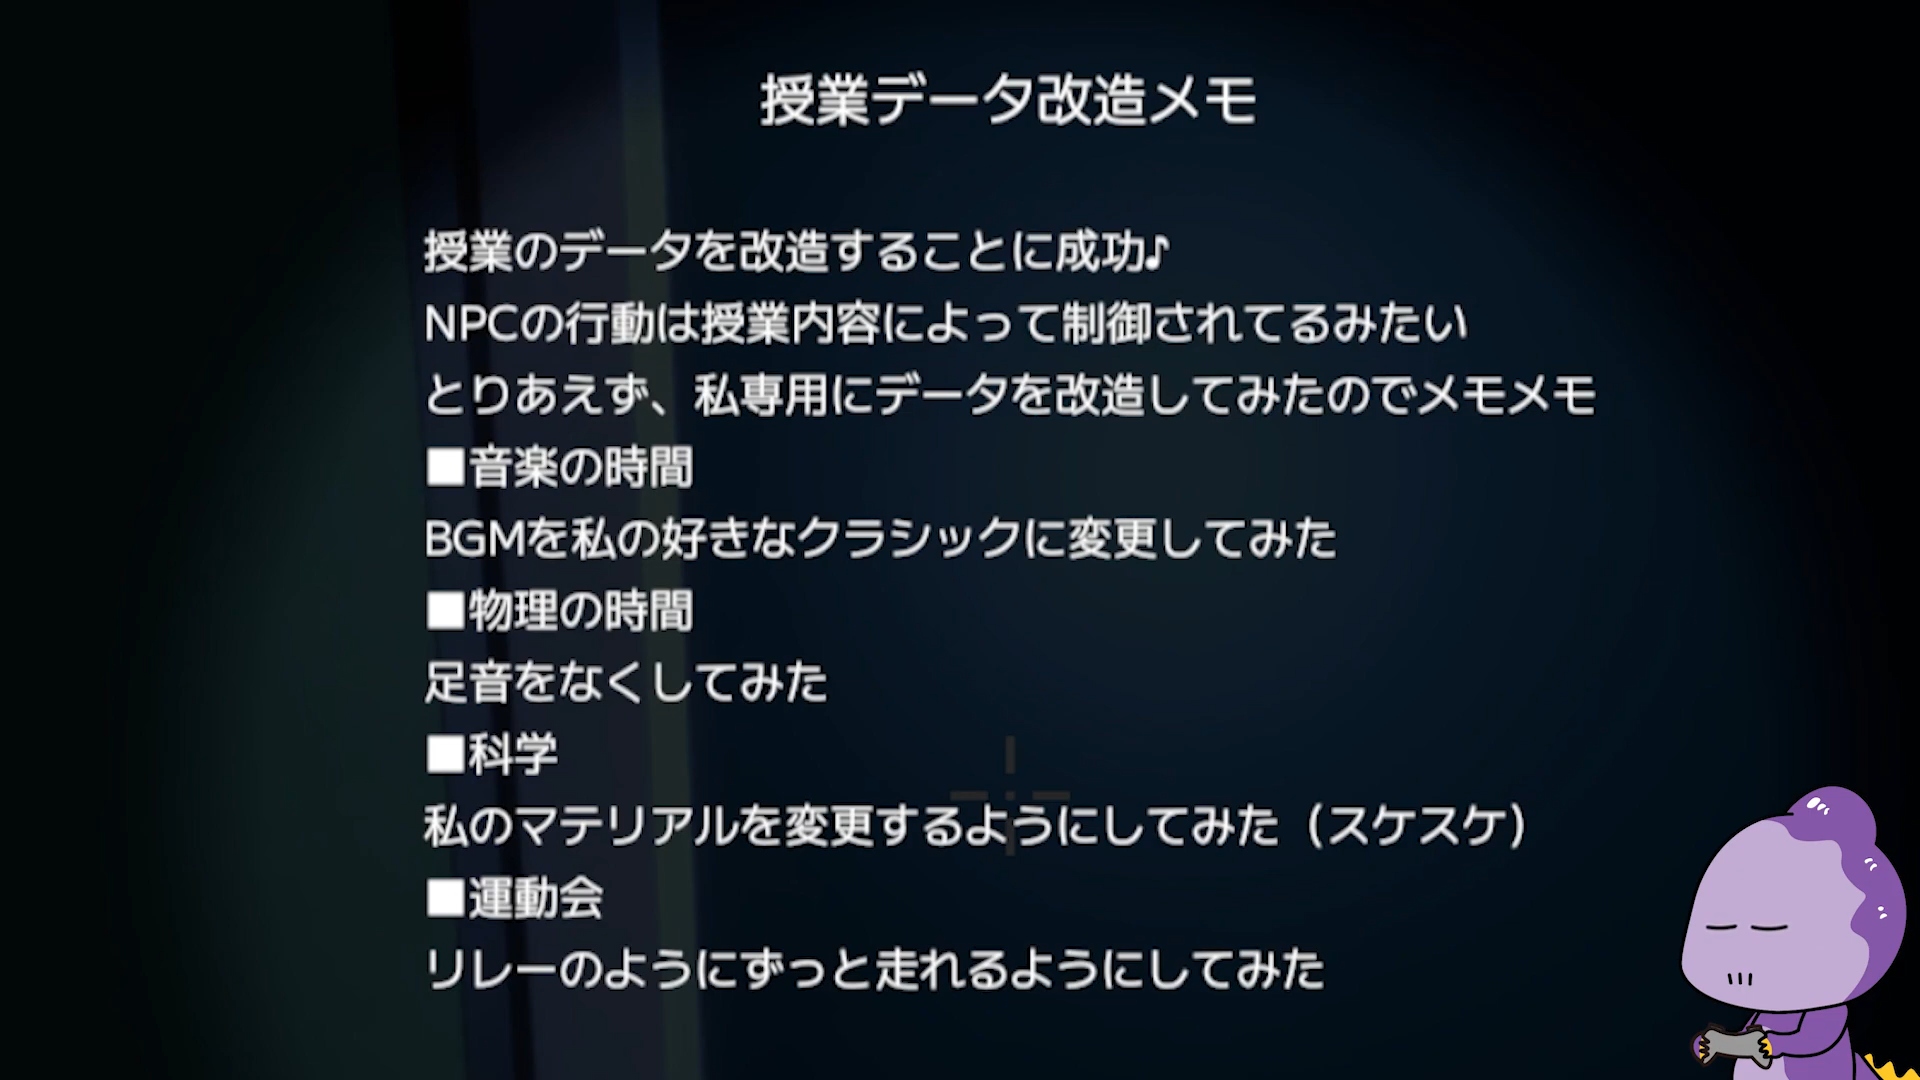 授業データ改造メモ
授業のデータを改造することに成功♪
NPCの行動は授業内容によって制御されてるみたい
とりあえず、私専用にデータを改造してみたのでメモメモ
■音楽の時間
BGMを私の好きなクラシックに変更してみた
■物理の時間
足音をなくしてみた
■科学
私のマテリアルを変更するようにしてみた（スケスケ）
■運動会
リレーのようにずっと走れるようにしてみた